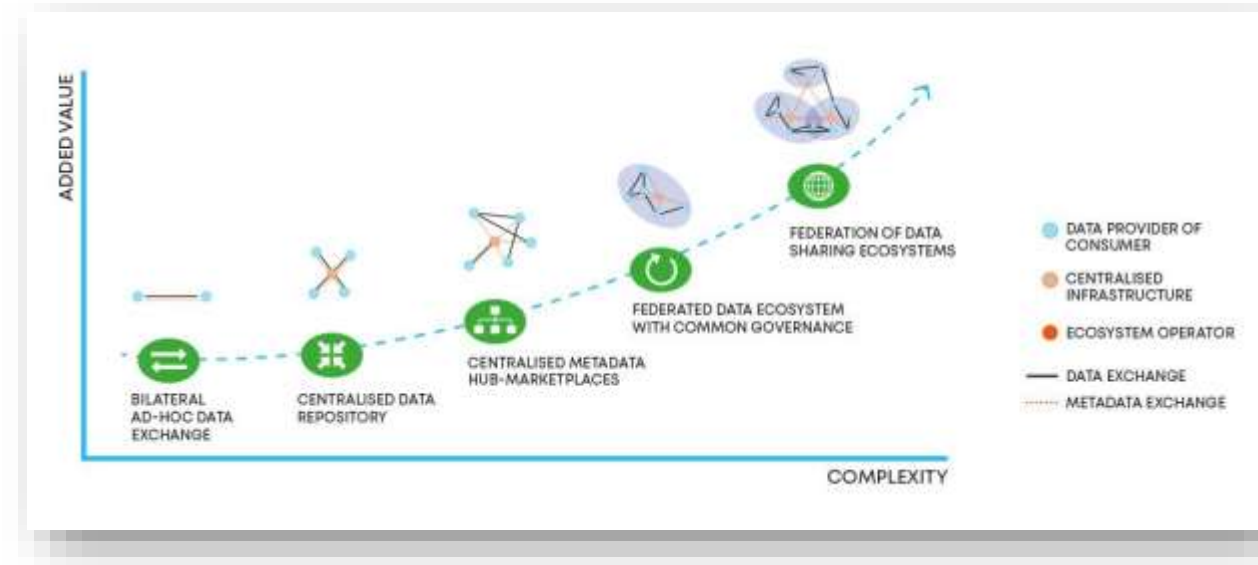 ADDED VALUE
BILATERAL
AD-HOC DATA
EXCHANGE
CENTRALISED DATA
REPOSITORY
CENTRALISED METADATA
HUB-MARKETPLACES
FEDERATED DATA ECOSYSTEM
WITH COMMON GOVERNANCE
FEDERATION OF DATA
SHARING ECOSYSTEMS
COMPLEXITY
DATA PROVIDER OF
CONSUMER
CENTRALISED
INFRASTRUCTURE
ECOSYSTEM OPERATOR
DATA EXCHANGE
METADATA EXCHANGE